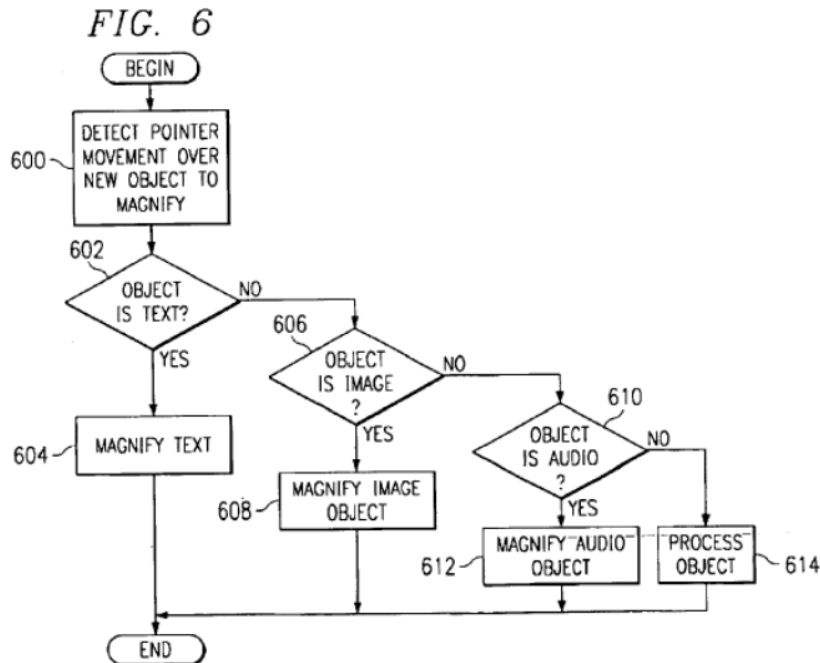 FIG. 6
BEGIN
600
DETECT POINTER
MOVEMENT OVER
NEW OBJECT TO
MAGNIFY
602
OBJECT
IS TEXT?
NO
YES
604
MAGNIFY TEXT
606
OBJECT
IS IMAGE
?
NO
YES
608
MAGNIFY IMAGE
OBJECT
610
OBJECT
IS AUDIO
?
NO
YES
612
MAGNIFY AUDIO
OBJECT
PROCESS
OBJECT
614
END